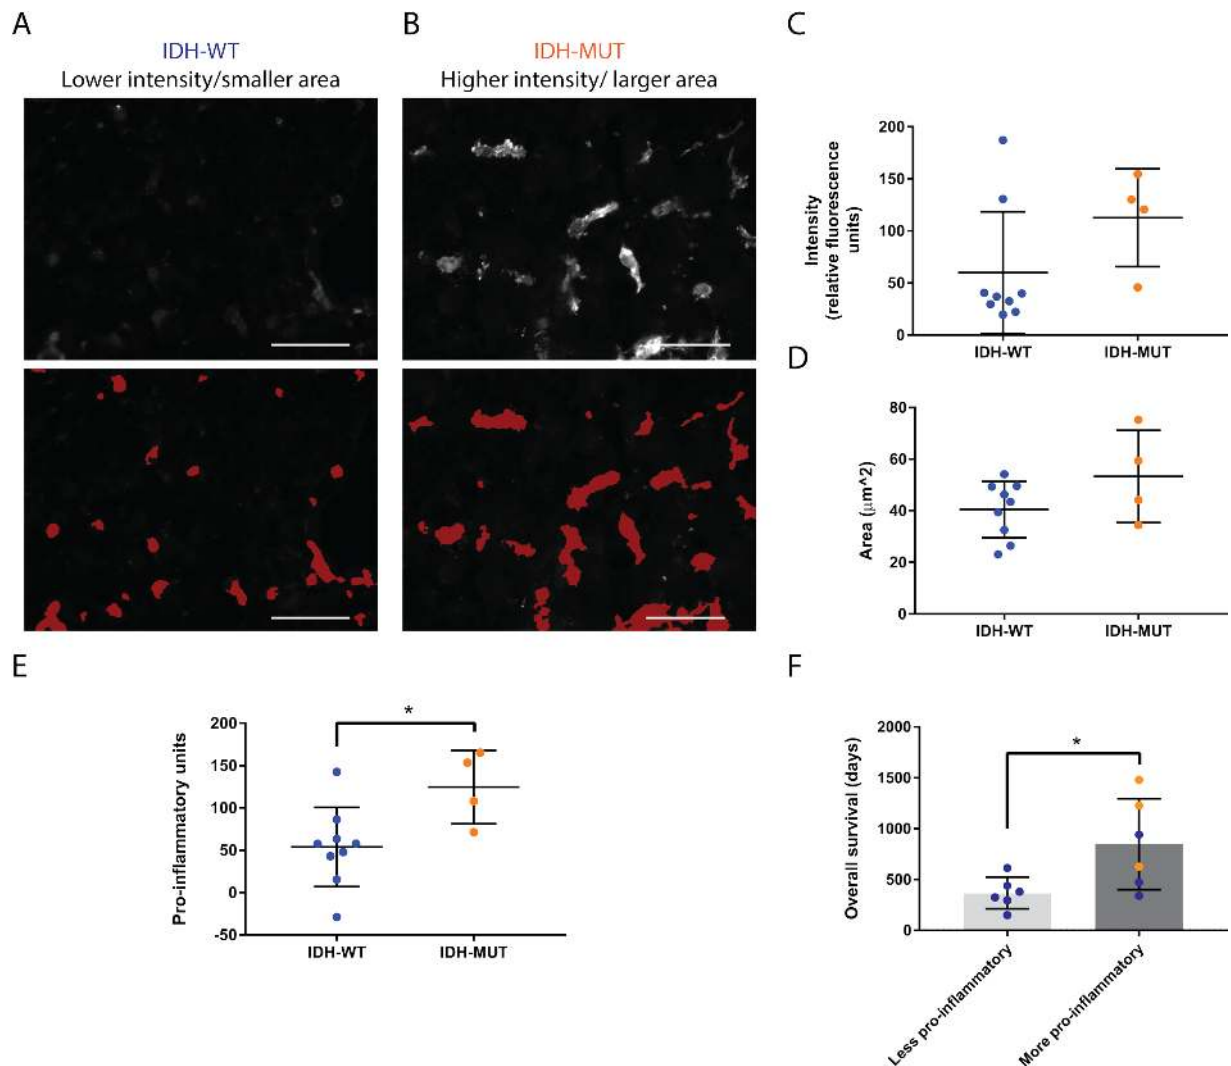 A
IDH-WT
Lower intensity/smaller area
B
IDH-MUT
Higher intensity/ larger area
C
Intensity
(relative fluorescence
units)
200
150
100
50
0
IDH-WT
IDH-MUT
D
Area (μm^2)
80
60
40
20
0
IDH-WT
IDH-MUT
E
Pro-inflammatory units
200
150
100
50
0
-50
*
IDH-WT
IDH-MUT
F
Overall survival (days)
2000
1500
1000
500
0
*
Less pro-inflammatory
More pro-inflammatory